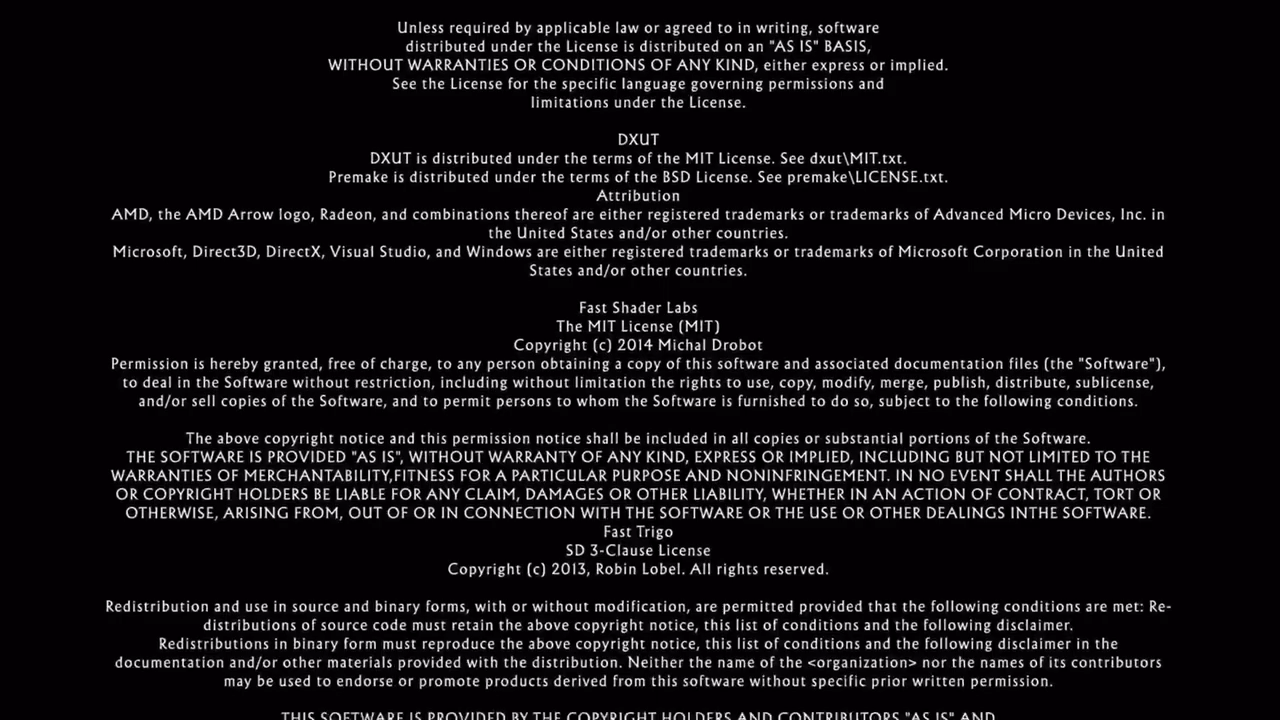 Unless required by applicable law or agreed to in writing, software
distributed under the License is distributed on an "AS IS" BASIS,
WITHOUT WARRANTIES OR CONDITIONS OF ANY KIND, either express or implied.
See the License for the specific language governing permissions and
limitations under the License.
DXUT
DXUT is distributed under the terms of the MIT License. See dxut\MIT.txt.
Premake is distributed under the terms of the BSD License. See premake\LICENSE.txt.
Attribution
AMD, the AMD Arrow logo, Radeon, and combinations thereof are either registered trademarks or trademarks of Advanced Micro Devices, Inc. in
the United States and/or other countries.
Microsoft, Direct3D, DirectX, Visual Studio, and Windows are either registered trademarks or trademarks of Microsoft Corporation in the United
States and/or other countries.
Fast Shader Labs
The MIT License (MIT)
Copyright (c) 2014 Michal Drobot
Permission is hereby granted, free of charge, to any person obtaining a copy of this software and associated documentation files (the "Software"),
to deal in the Software without restriction, including without limitation the rights to use, copy, modify, merge, publish, distribute, sublicense,
and/or sell copies of the Software, and to permit persons to whom the Software is furnished to do so, subject to the following conditions.
The above copyright notice and this permission notice shall be included in all copies or substantial portions of the Software.
THE SOFTWARE IS PROVIDED "AS IS", WITHOUT WARRANTY OF ANY KIND, EXPRESS OR IMPLIED, INCLUDING BUT NOT LIMITED TO THE
WARRANTIES OF MERCHANTABILITY,FITNESS FOR A PARTICULAR PURPOSE AND NONINFRINGEMENT. IN NO EVENT SHALL THE AUTHORS
OR COPYRIGHT HOLDERS BE LIABLE FOR ANY CLAIM, DAMAGES OR OTHER LIABILITY, WHETHER IN AN ACTION OF CONTRACT, TORT OR
OTHERWISE, ARISING FROM, OUT OF OR IN CONNECTION WITH THE SOFTWARE OR THE USE OR OTHER DEALINGS INTHE SOFTWARE.
Fast Trigo
SD 3-Clause License
Copyright (c) 2013, Robin Lobel. All rights reserved.
Redistribution and use in source and binary forms, with or without modification, are permitted provided that the following conditions are met: Re-
distributions of source code must retain the above copyright notice, this list of conditions and the following disclaimer.
Redistributions in binary form must reproduce the above copyright notice, this list of conditions and the following disclaimer in the
documentation and/or other materials provided with the distribution. Neither the name of the <organization> nor the names of its contributors
may be used to endorse or promote products derived from this software without specific prior written permission.
THIS SOFTWARE IS PROVIDED BY THE COPYRIGHT HOLDERS AND CONTRIBUTORS "AS IS" AND